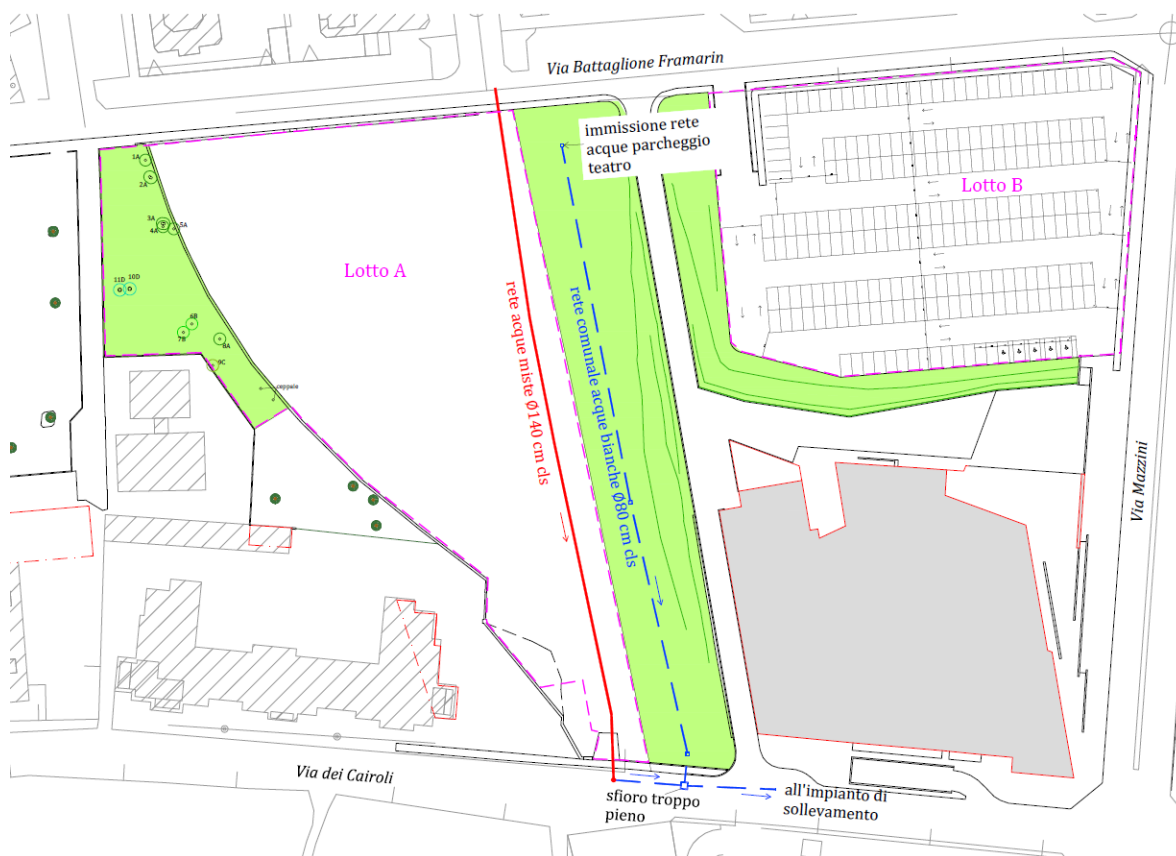 Via Battaglione Framarin
immissione rete
acque parcheggio
teatro
1A
2A
3A
4A
5A
Lotto B
Lotto A
11D
10D
6B
7B
8A
9C
ceppaia
rete acque miste Ø140 cm cls
rete comunale acque bianche Ø80 cm cls
Via Mazzini
Via dei Cairoli
sfioro troppo
pieno
all'impianto di
sollevamento